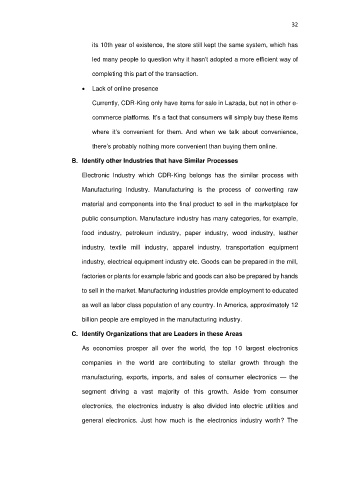 32
its 10th year of existence, the store still kept the same system, which has
led many people to question why it hasn't adopted a more efficient way of
completing this part of the transaction.
• Lack of online presence
Currently, CDR-King only have items for sale in Lazada, but not in other e-
commerce platforms. It's a fact that consumers will simply buy these items
where it's convenient for them. And when we talk about convenience,
there's probably nothing more convenient than buying them online.
B. Identify other Industries that have Similar Processes
Electronic Industry which CDR-King belongs has the similar process with
Manufacturing Industry. Manufacturing is the process of converting raw
material and components into the final product to sell in the marketplace for
public consumption. Manufacture industry has many categories, for example,
food industry, petroleum industry, paper industry, wood industry, leather
industry, textile mill industry, apparel industry, transportation equipment
industry, electrical equipment industry etc. Goods can be prepared in the mill,
factories or plants for example fabric and goods can also be prepared by hands
to sell in the market. Manufacturing industries provide employment to educated
as well as labor class population of any country. In America, approximately 12
billion people are employed in the manufacturing industry.
C. Identify Organizations that are Leaders in these Areas
As economies prosper all over the world, the top 10 largest electronics
companies in the world are contributing to stellar growth through the
manufacturing, exports, imports, and sales of consumer electronics — the
segment driving a vast majority of this growth. Aside from consumer
electronics, the electronics industry is also divided into electric utilities and
general electronics. Just how much is the electronics industry worth? The